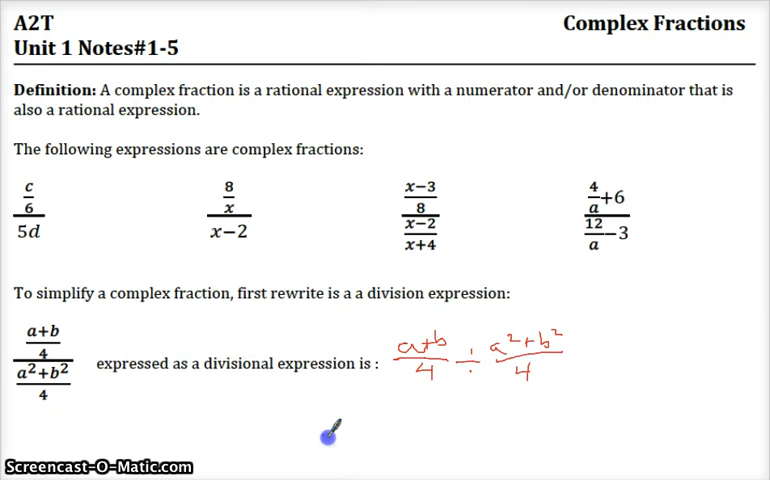 A2T
Complex Fractions
Unit 1 Notes#1-5
Definition: A complex fraction is a rational expression with a numerator and/or denominator that is
also a rational expression.
The following expressions are complex fractions:
c
6
5d
8
x
x−2
x−3
8
x−2
x+4
4
a
+6
12
a
−3
To simplify a complex fraction, first rewrite is a a division expression:
a+b
4
a²+b²
4
expressed as a divisional expression is :
a+b
4
÷
a²+b²
4
Screencast-O-Matic.com